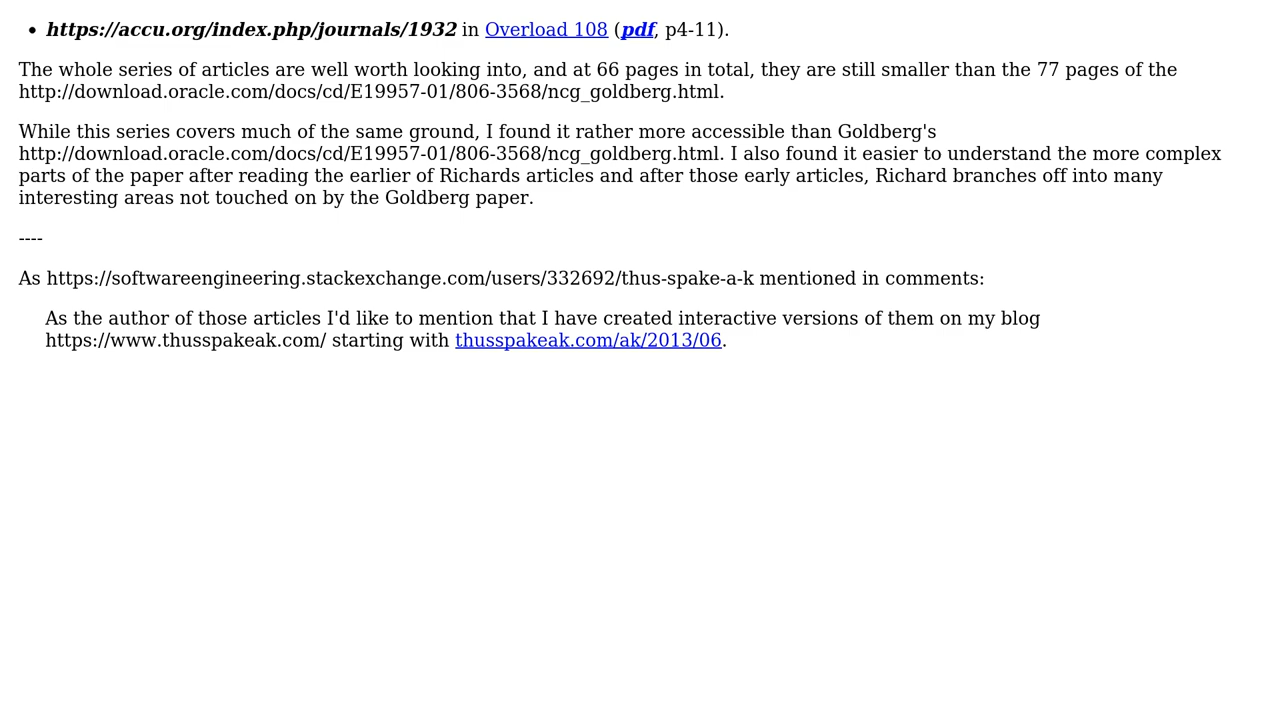 • https://accu.org/index.php/journals/1932 in Overload 108 (pdf, p4-11).
The whole series of articles are well worth looking into, and at 66 pages in total, they are still smaller than the 77 pages of the
http://download.oracle.com/docs/cd/E19957-01/806-3568/ncg_goldberg.html.
While this series covers much of the same ground, I found it rather more accessible than Goldberg's
http://download.oracle.com/docs/cd/E19957-01/806-3568/ncg_goldberg.html. I also found it easier to understand the more complex
parts of the paper after reading the earlier of Richards articles and after those early articles, Richard branches off into many
interesting areas not touched on by the Goldberg paper.
----
As https://softwareengineering.stackexchange.com/users/332692/thus-spake-a-k mentioned in comments:
As the author of those articles I'd like to mention that I have created interactive versions of them on my blog
https://www.thusspakeak.com/ starting with thusspakeak.com/ak/2013/06.